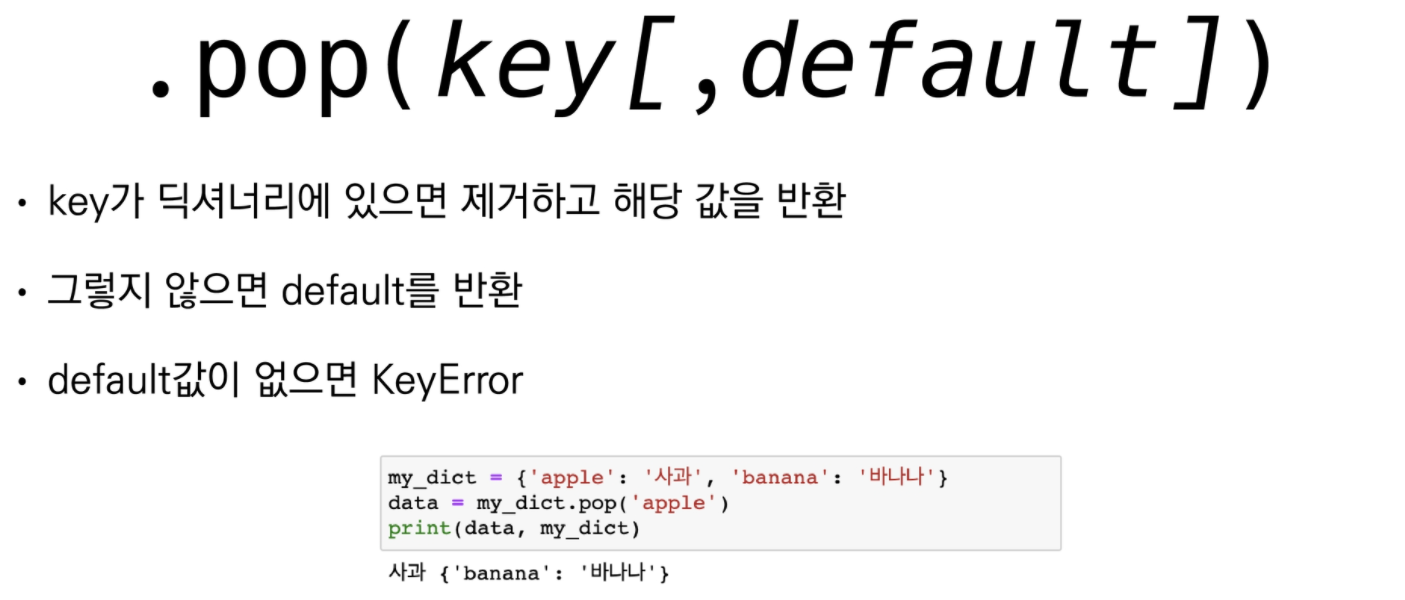 .pop(key[,default])
• key가 딕셔너리에 있으면 제거하고 해당 값을 반환
• 그렇지 않으면 default를 반환
• default값이 없으면 KeyError
my_dict = {'apple': '사과', 'banana': '바나나'}
data = my_dict.pop('apple')
print(data, my_dict)
사과 {'banana': '바나나'}